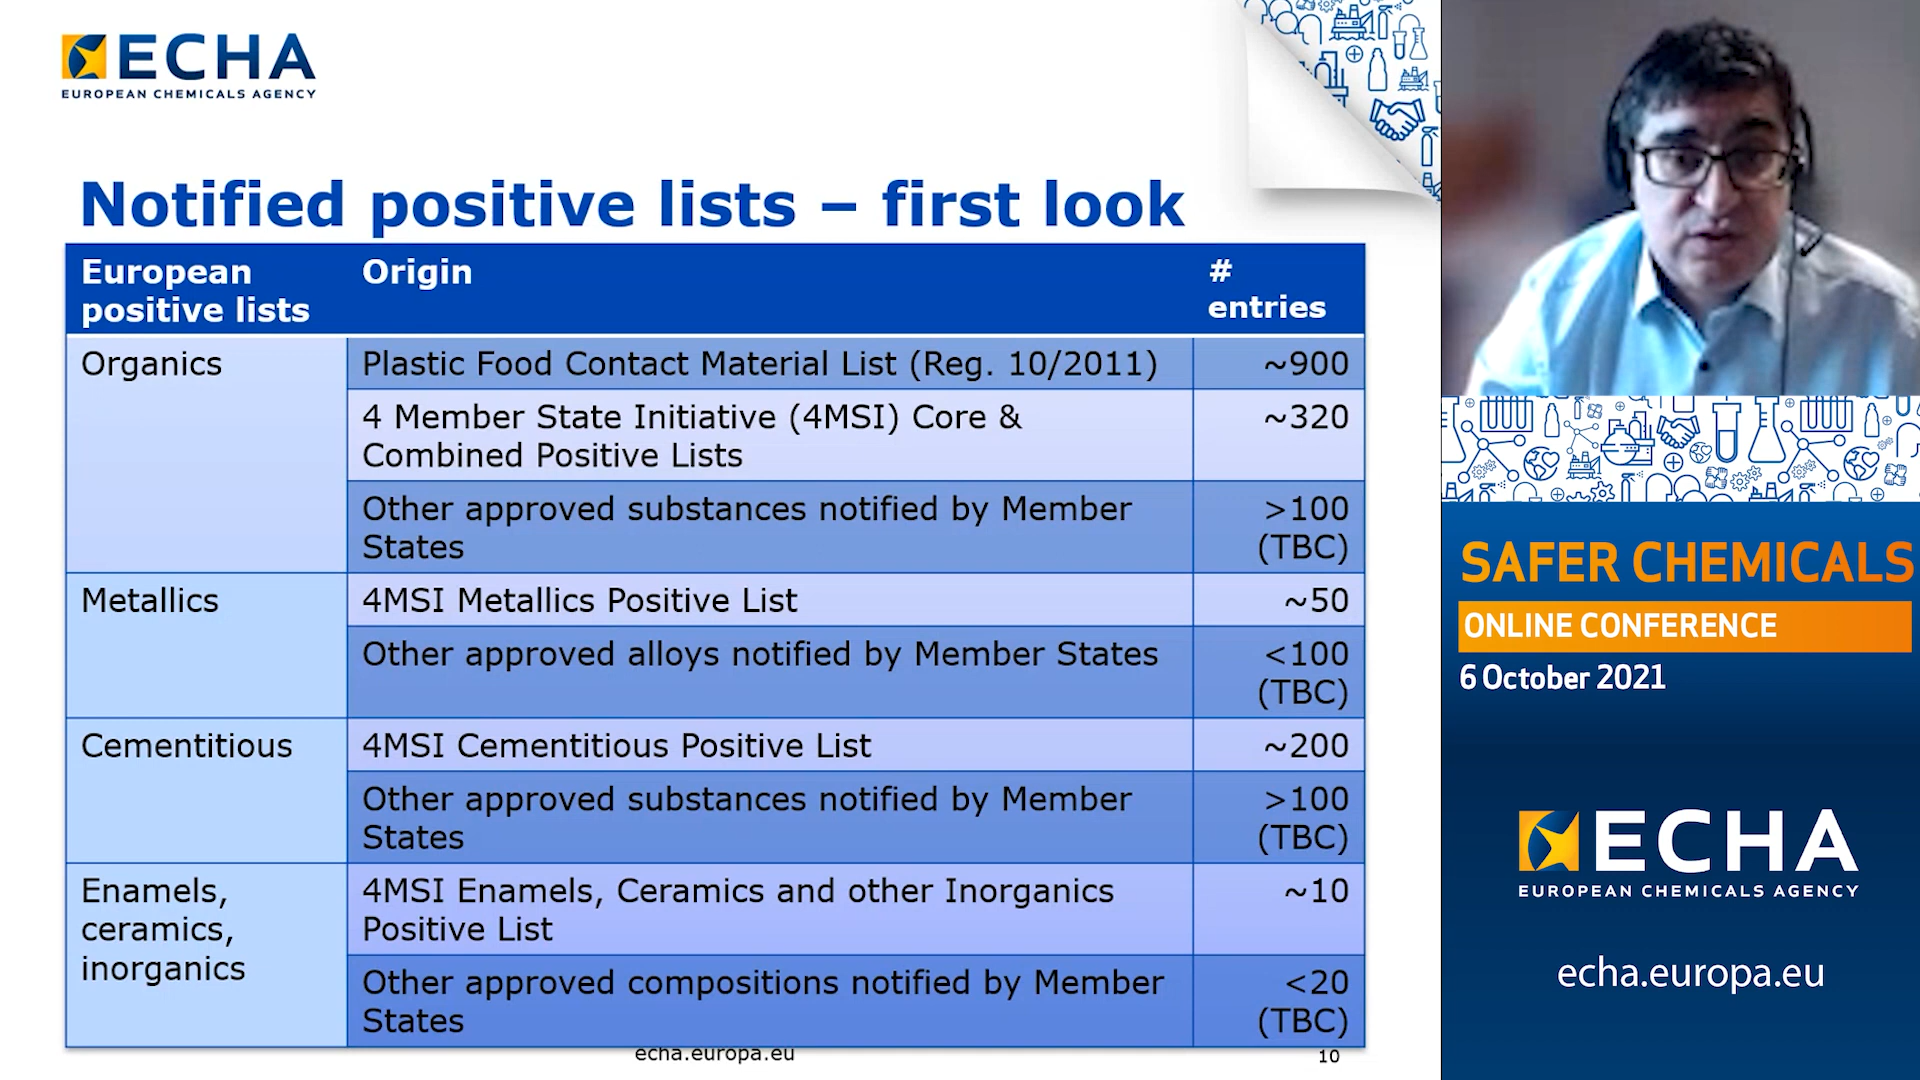 ECHA
EUROPEAN CHEMICALS AGENCY
Notified positive lists – first look
European
positive lists
Origin
#
entries
Organics
Plastic Food Contact Material List (Reg. 10/2011)
~900
4 Member State Initiative (4MSI) Core &
Combined Positive Lists
~320
Other approved substances notified by Member
States
>100
(TBC)
Metallics
4MSI Metallics Positive List
~50
Other approved alloys notified by Member States
<100
(TBC)
Cementitious
4MSI Cementitious Positive List
~200
Other approved substances notified by Member
States
>100
(TBC)
Enamels,
ceramics,
inorganics
4MSI Enamels, Ceramics and other Inorganics
Positive List
~10
Other approved compositions notified by Member
States
<20
(TBC)
echa.europa.eu
10
SAFER CHEMICALS
ONLINE CONFERENCE
6 October 2021
ECHA
EUROPEAN CHEMICALS AGENCY
echa.europa.eu